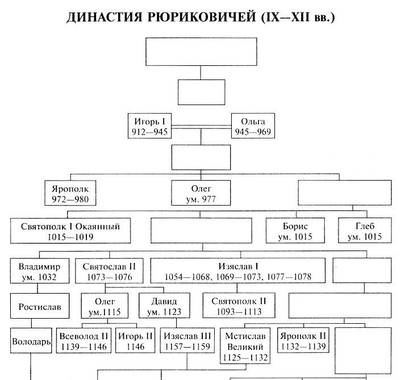 ДИНАСТИЯ РЮРИКОВИЧЕЙ (IX—XII вв.)
Игорь I
912—945
Ольга
945—969
Ярополк
972—980
Олег
ум. 977
Святополк I Окаянный
1015—1019
Борис
ум. 1015
Глеб
ум. 1015
Владимир
ум. 1032
Святослав II
1073—1076
Изяслав I
1054—1068, 1069—1073, 1077—1078
Ростислав
Олег
ум.1115
Давид
ум. 1123
Святополк II
1093—1113
Володарь
Всеволод II
1139—1146
Игорь II
1146
Изяслав III
1157—1159
Мстислав
Великий
1125—1132
Ярополк II
1132—1139